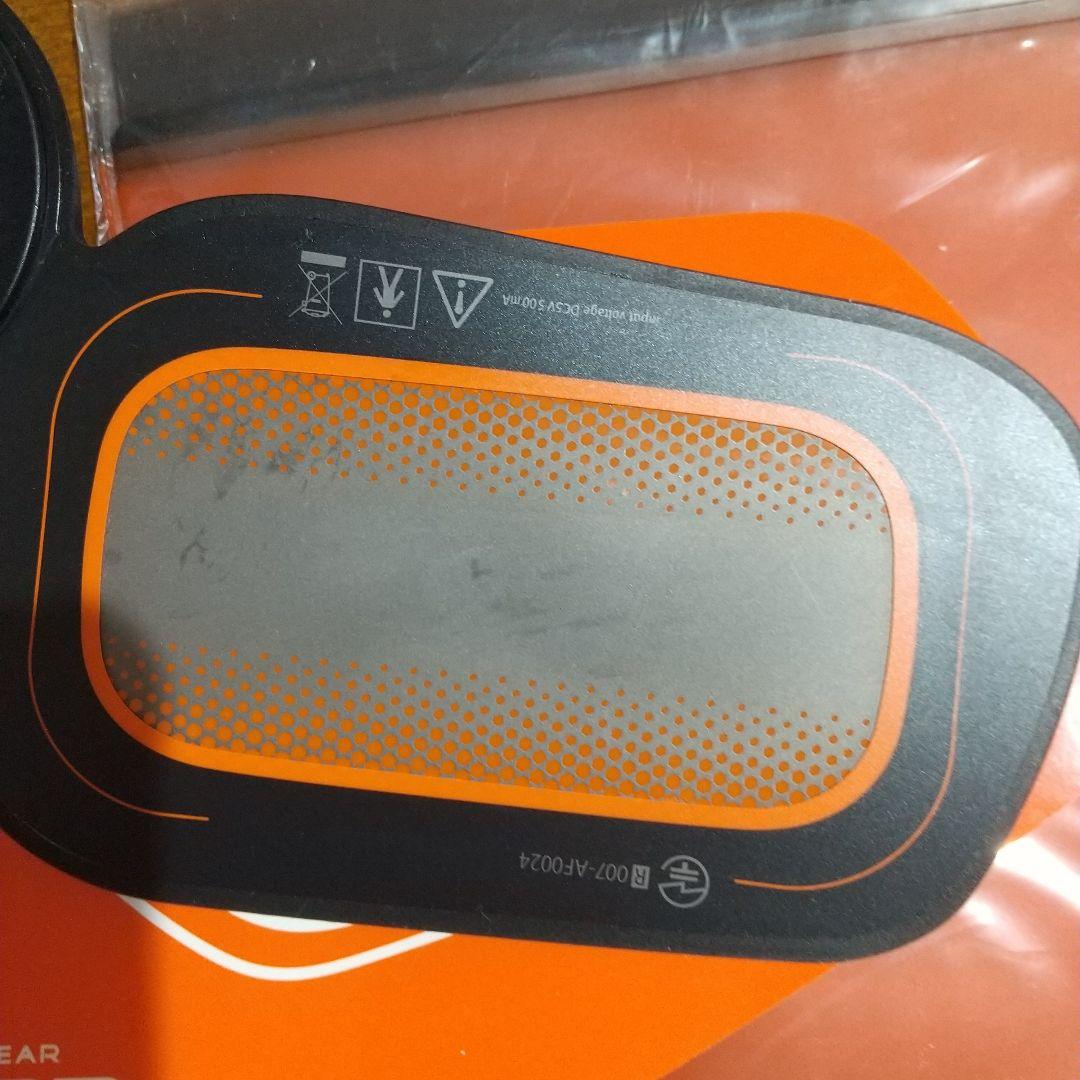 input voltage DC5V 500mA
R 007-AF0024
EAR